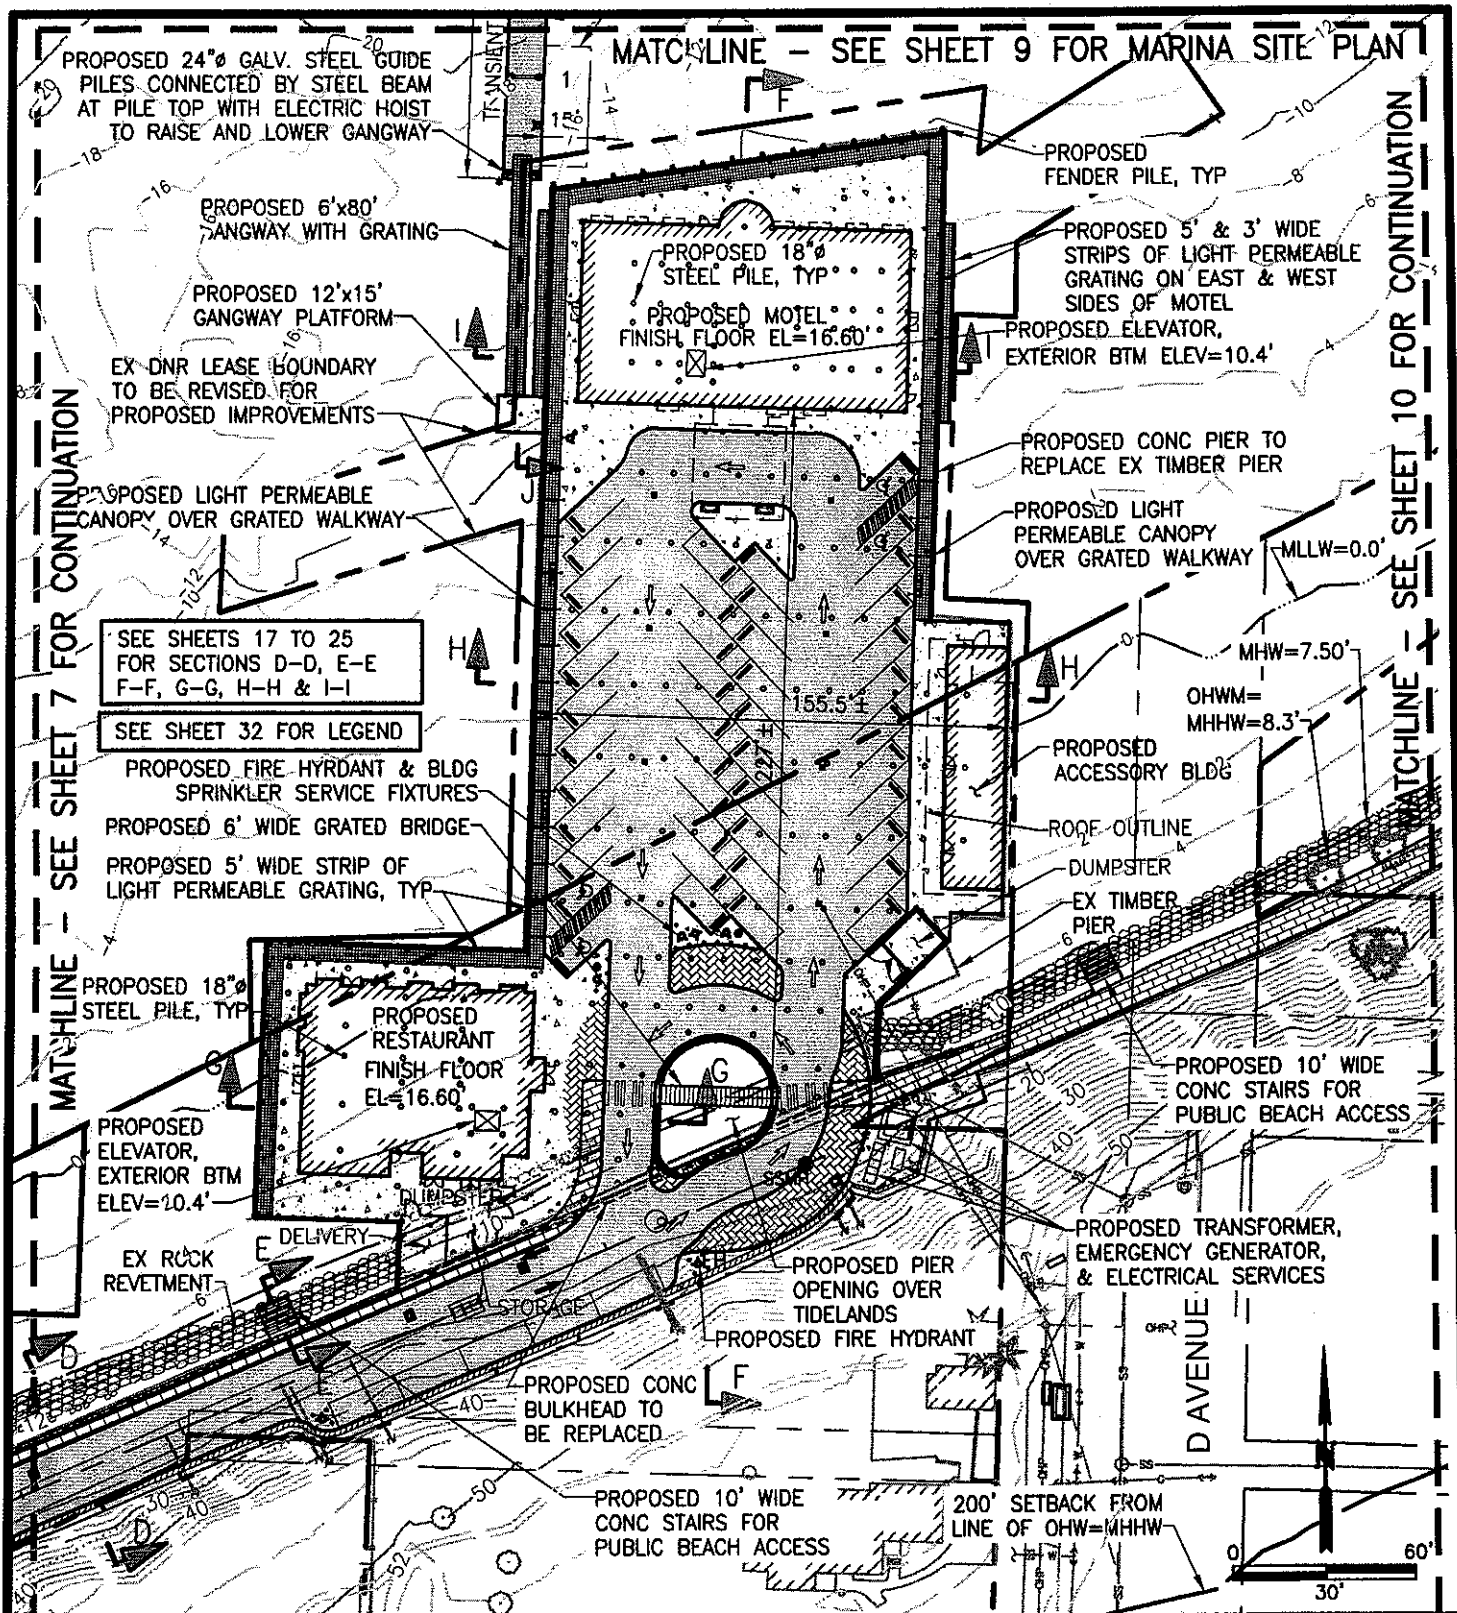 MATCHLINE - SEE SHEET 9 FOR MARINA SITE PLAN
PROPOSED 24"ø GALV. STEEL GUIDE
PILES CONNECTED BY STEEL BEAM
AT PILE TOP WITH ELECTRIC HOIST
TO RAISE AND LOWER GANGWAY
TRANSIENT
F
PROPOSED
FENDER PILE, TYP
PROPOSED 6'x80'
GANGWAY WITH GRATING
PROPOSED 5' & 3' WIDE
STRIPS OF LIGHT PERMEABLE
GRATING ON EAST & WEST
SIDES OF MOTEL
PROPOSED 18"ø
STEEL PILE, TYP
PROPOSED MOTEL
FINISH FLOOR EL=16.60'
PROPOSED 12'x15'
GANGWAY PLATFORM
I
I
PROPOSED ELEVATOR,
EXTERIOR BTM ELEV=10.4'
EX DNR LEASE BOUNDARY
TO BE REVISED FOR
PROPOSED IMPROVEMENTS
PROPOSED CONC PIER TO
REPLACE EX TIMBER PIER
J
PROPOSED LIGHT PERMEABLE
CANOPY OVER GRATED WALKWAY
PROPOSED LIGHT
PERMEABLE CANOPY
OVER GRATED WALKWAY
MLLW=0.0'
MATCHLINE - SEE SHEET 7 FOR CONTINUATION
MATCHLINE - SEE SHEET 10 FOR CONTINUATION
SEE SHEETS 17 TO 25
FOR SECTIONS D-D, E-E
F-F, G-G, H-H & I-I
SEE SHEET 32 FOR LEGEND
H
H
MHW=7.50'
OHWM=
MHHW=8.3'
155.5'±
227'±
PROPOSED FIRE HYRDANT & BLDG
SPRINKLER SERVICE FIXTURES
PROPOSED
ACCESSORY BLDG
PROPOSED 6' WIDE GRATED BRIDGE
ROOF OUTLINE
PROPOSED 5' WIDE STRIP OF
LIGHT PERMEABLE GRATING, TYP
DUMPSTER
EX TIMBER
PIER
PROPOSED 18"ø
STEEL PILE, TYP
PROPOSED
RESTAURANT
FINISH FLOOR
EL=16.60'
G
G
PROPOSED 10' WIDE
CONC STAIRS FOR
PUBLIC BEACH ACCESS
PROPOSED
ELEVATOR,
EXTERIOR BTM
ELEV=10.4'
DUMPSTER
SSMH
DELIVERY
E
EX ROCK
REVETMENT
STORAGE
PROPOSED TRANSFORMER,
EMERGENCY GENERATOR,
& ELECTRICAL SERVICES
PROPOSED PIER
OPENING OVER
TIDELANDS
PROPOSED FIRE HYDRANT
D
E
F
PROPOSED CONC
BULKHEAD TO
BE REPLACED
D AVENUE
N
PROPOSED 10' WIDE
CONC STAIRS FOR
PUBLIC BEACH ACCESS
200' SETBACK FROM
LINE OF OHW=MHHW
D
0 60'
30'